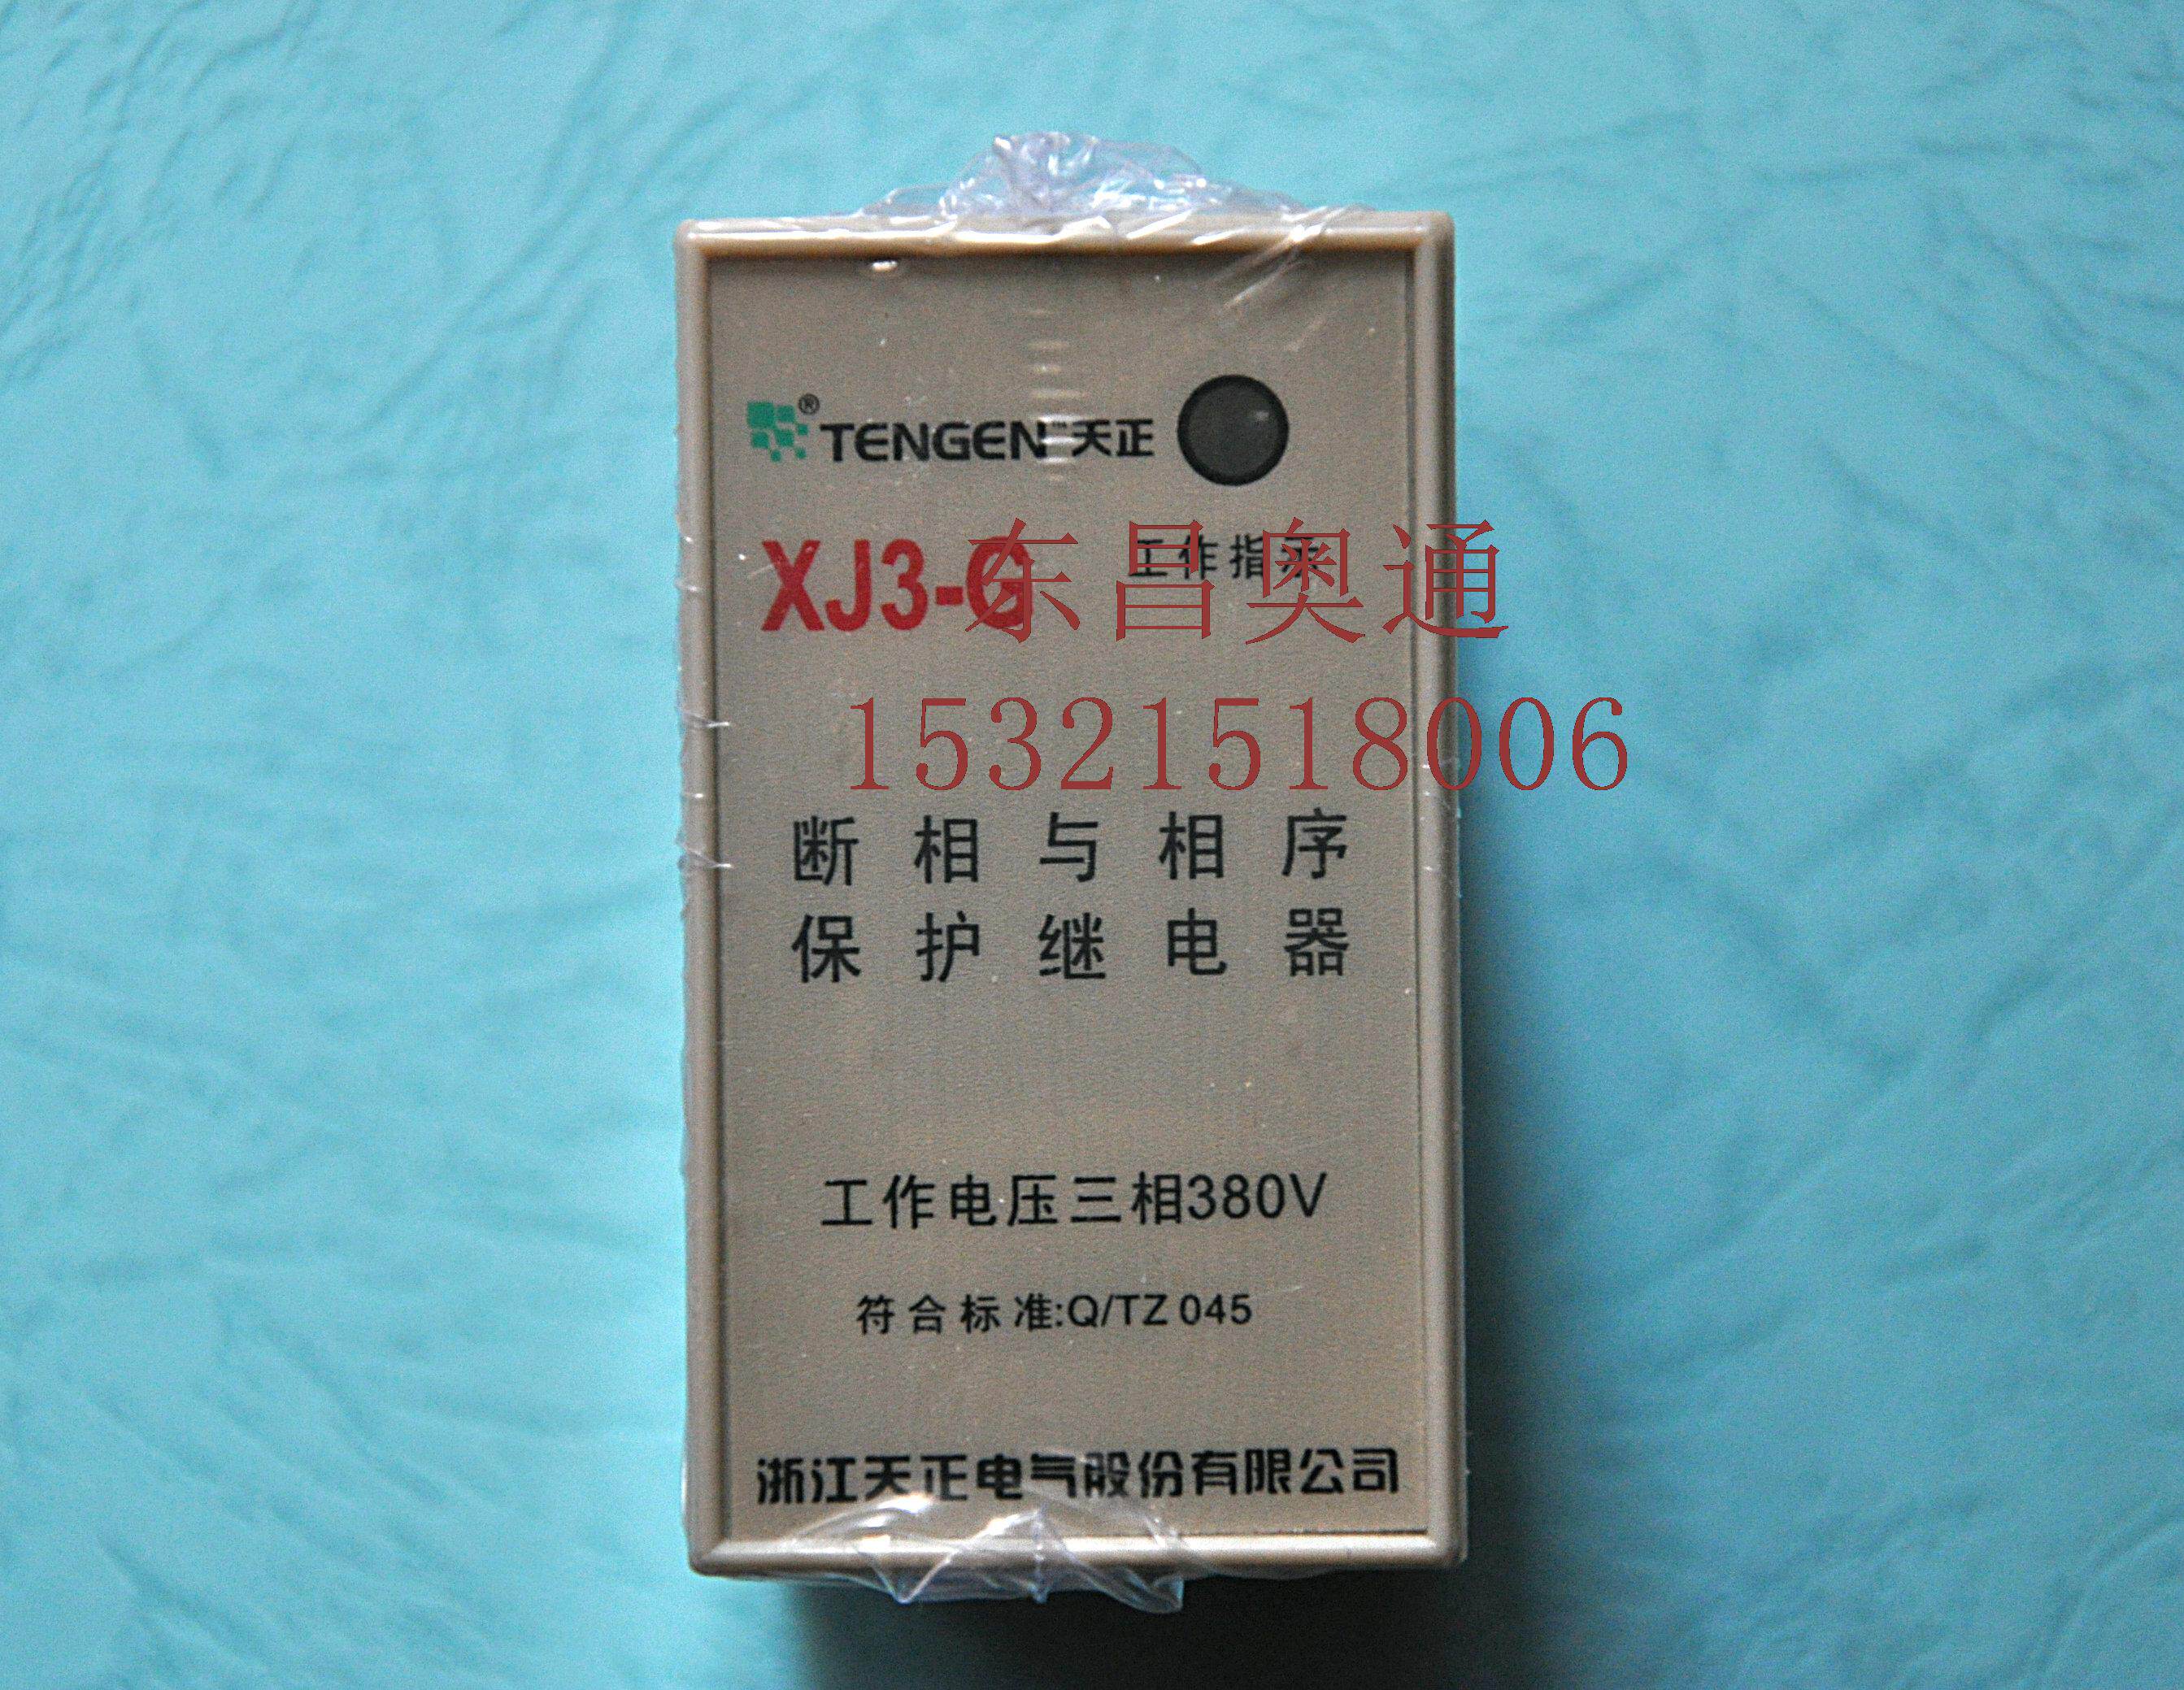 ® TENGEN 天正
XJ3-G
工作指示
东昌奥通
15321518006
断相与相序
保护继电器
工作电压三相380V
符合标准:Q/TZ 045
浙江天正电气股份有限公司